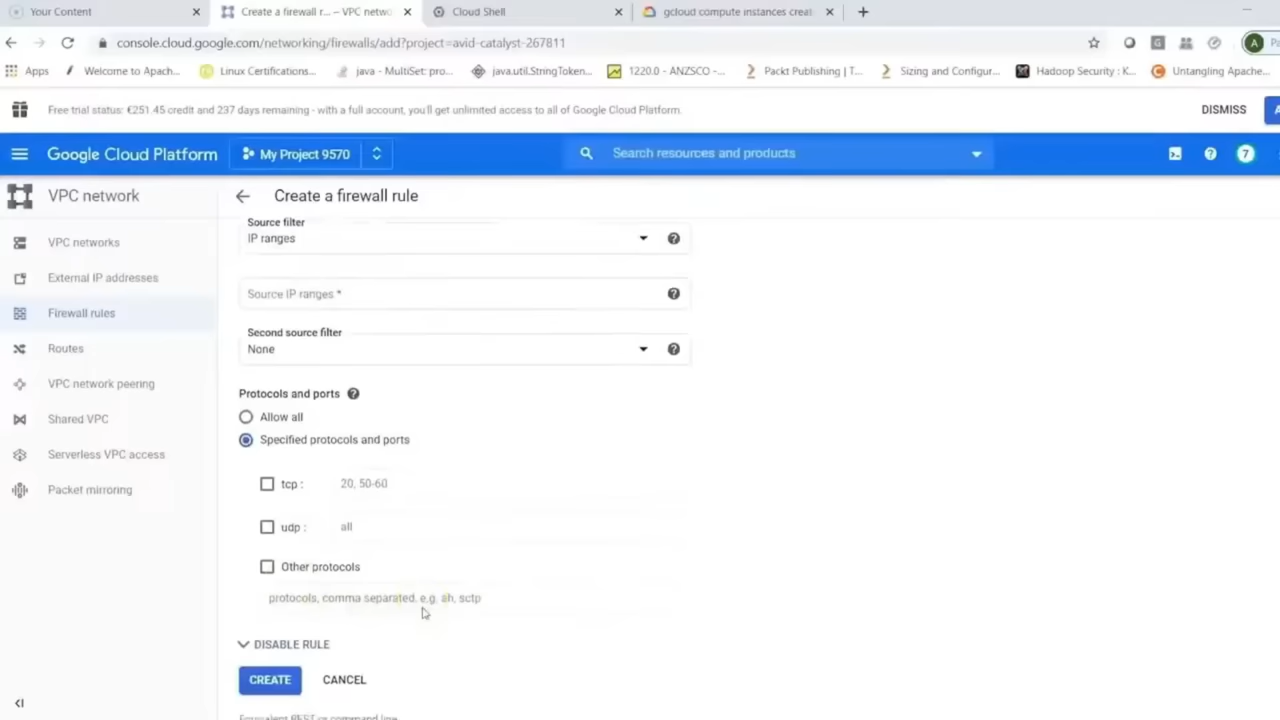 Your Content
Create a firewall r... – VPC netwo
Cloud Shell
gcloud compute instances creat
console.cloud.google.com/networking/firewalls/add?project=avid-catalyst-267811
A
Apps
Welcome to Apach...
Linux Certifications...
java - MultiSet: pro...
java.util.StringToken...
1220.0 - ANZSCO -...
Packt Publishing | T...
Sizing and Configur...
Hadoop Security : K...
Untangling Apache...
Free trial status: €251.45 credit and 237 days remaining - with a full account, you'll get unlimited access to all of Google Cloud Platform.
DISMISS
Google Cloud Platform
My Project 9570
Search resources and products
7
VPC network
Create a firewall rule
VPC networks
External IP addresses
Firewall rules
Routes
VPC network peering
Shared VPC
Serverless VPC access
Packet mirroring
Source filter
IP ranges
Source IP ranges *
Second source filter
None
Protocols and ports
Allow all
Specified protocols and ports
tcp : 20, 50-60
udp : all
Other protocols
protocols, comma separated, e.g. ah, sctp
DISABLE RULE
CREATE
CANCEL
Equivalent REST or command line